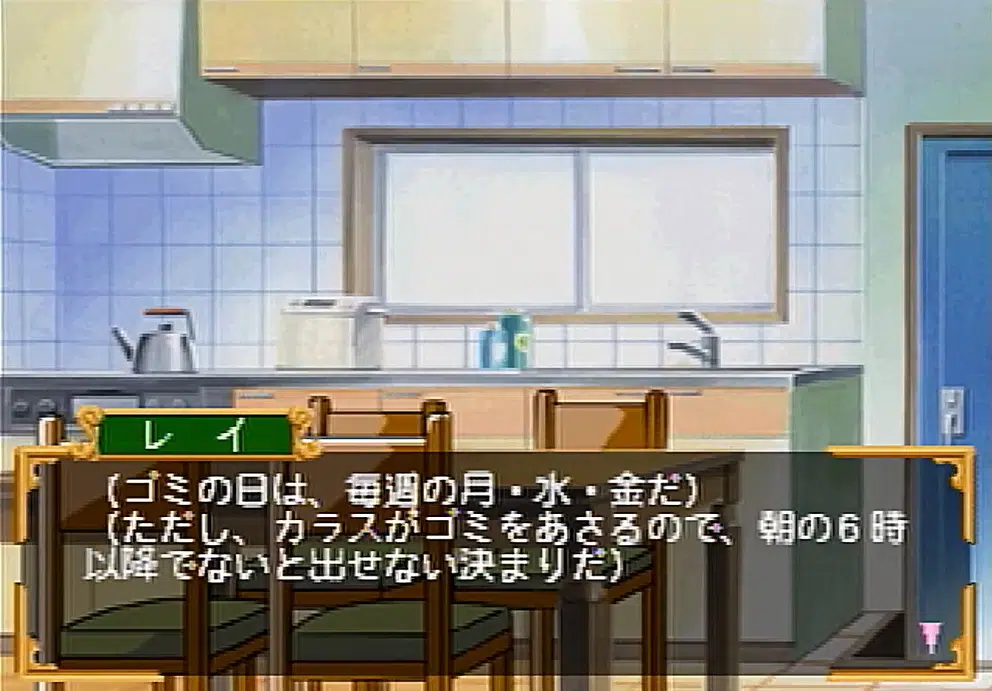 レイ
(ゴミの日は、毎週の月・水・金だ)
(ただし、カラスがゴミをあさるので、朝の6時
以降でないと出せない決まりだ)